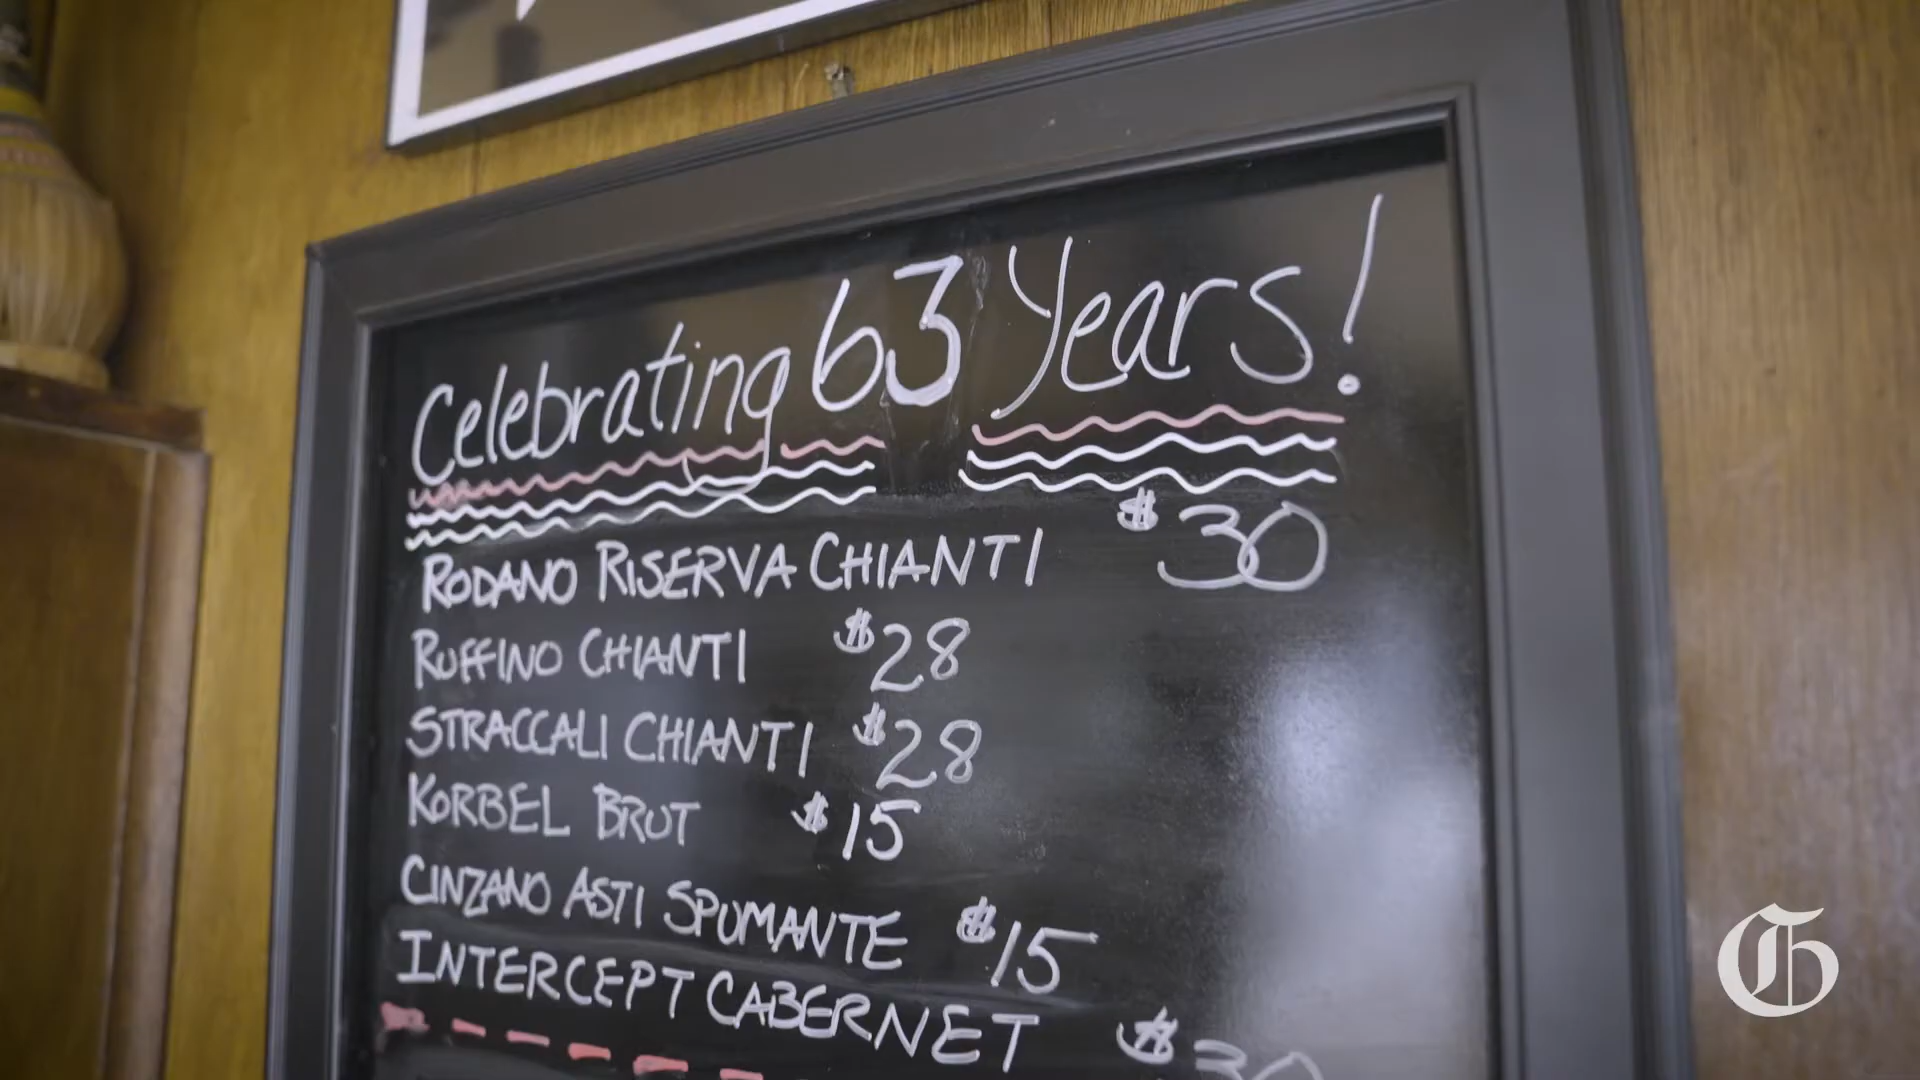 Celebrating 63 Years!
RODANO RISERVA CHIANTI $30
RUFFINO CHIANTI $28
STRACCALI CHIANTI $28
KORBEL BRUT $15
CINZANO ASTI SPUMANTE $15
INTERCEPT CABERNET $30
G